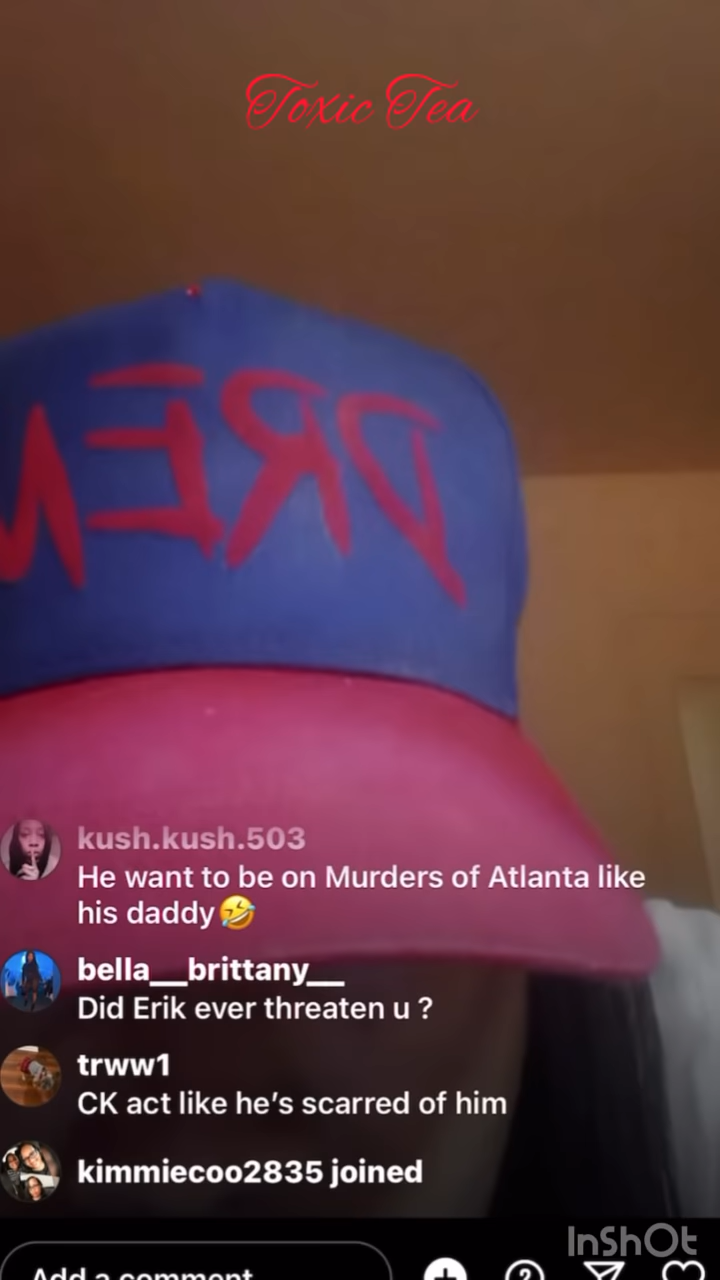 Toxic Tea
DREM
kush.kush.503
He want to be on Murders of Atlanta like
his daddy🤣
bella__brittany__
Did Erik ever threaten u ?
trww1
CK act like he's scarred of him
kimmiecoo2835 joined
InShOt
Add a comment